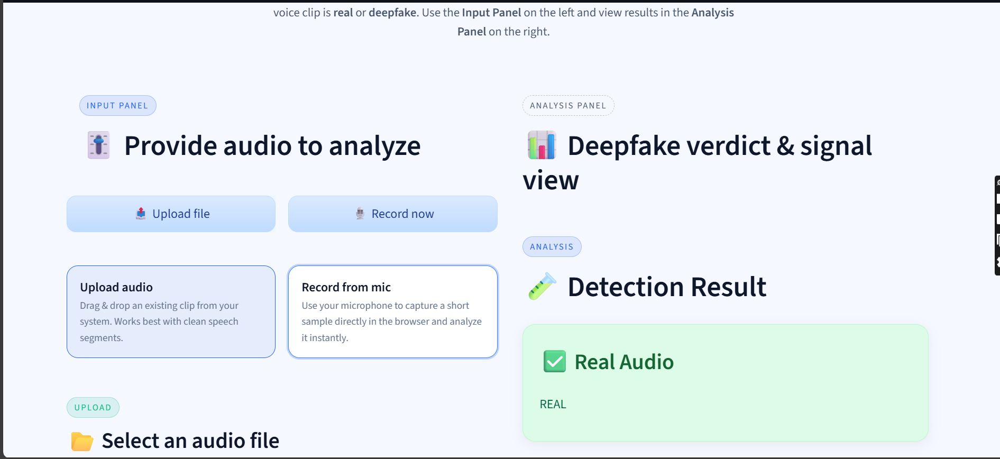 voice clip is real or deepfake. Use the Input Panel on the left and view results in the Analysis
Panel on the right.
INPUT PANEL
Provide audio to analyze
Upload file
Record now
Upload audio
Drag & drop an existing clip from your
system. Works best with clean speech
segments.
Record from mic
Use your microphone to capture a short
sample directly in the browser and analyze
it instantly.
UPLOAD
Select an audio file
ANALYSIS PANEL
Deepfake verdict & signal
view
ANALYSIS
Detection Result
Real Audio
REAL